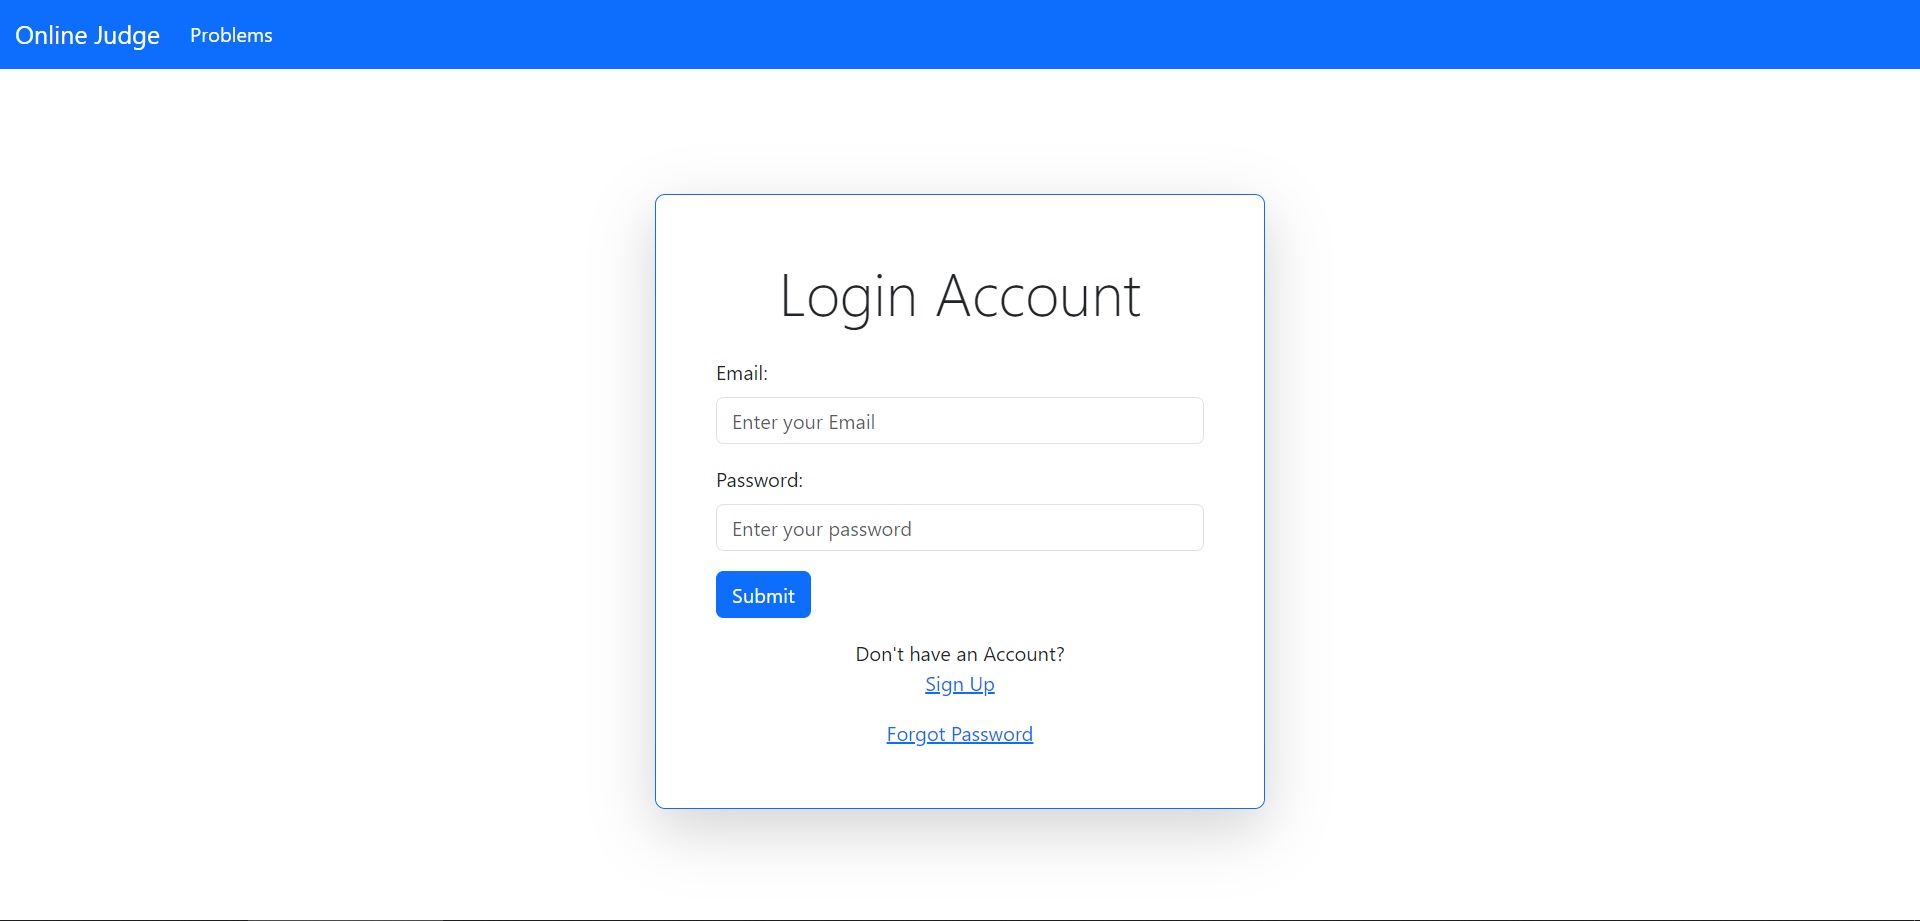 Online Judge Problems
Login Account
Email:
Enter your Email
Password:
Enter your password
Submit
Don't have an Account?
Sign Up
Forgot Password